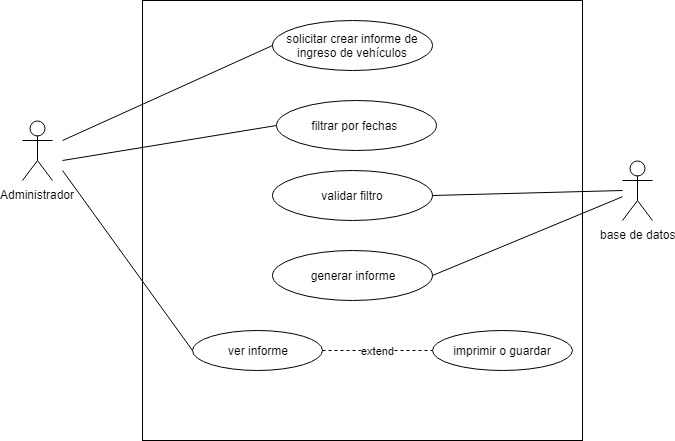 solicitar crear informe de
ingreso de vehículos
filtrar por fechas
Administrador
validar filtro
base de datos
generar informe
ver informe
extend
imprimir o guardar